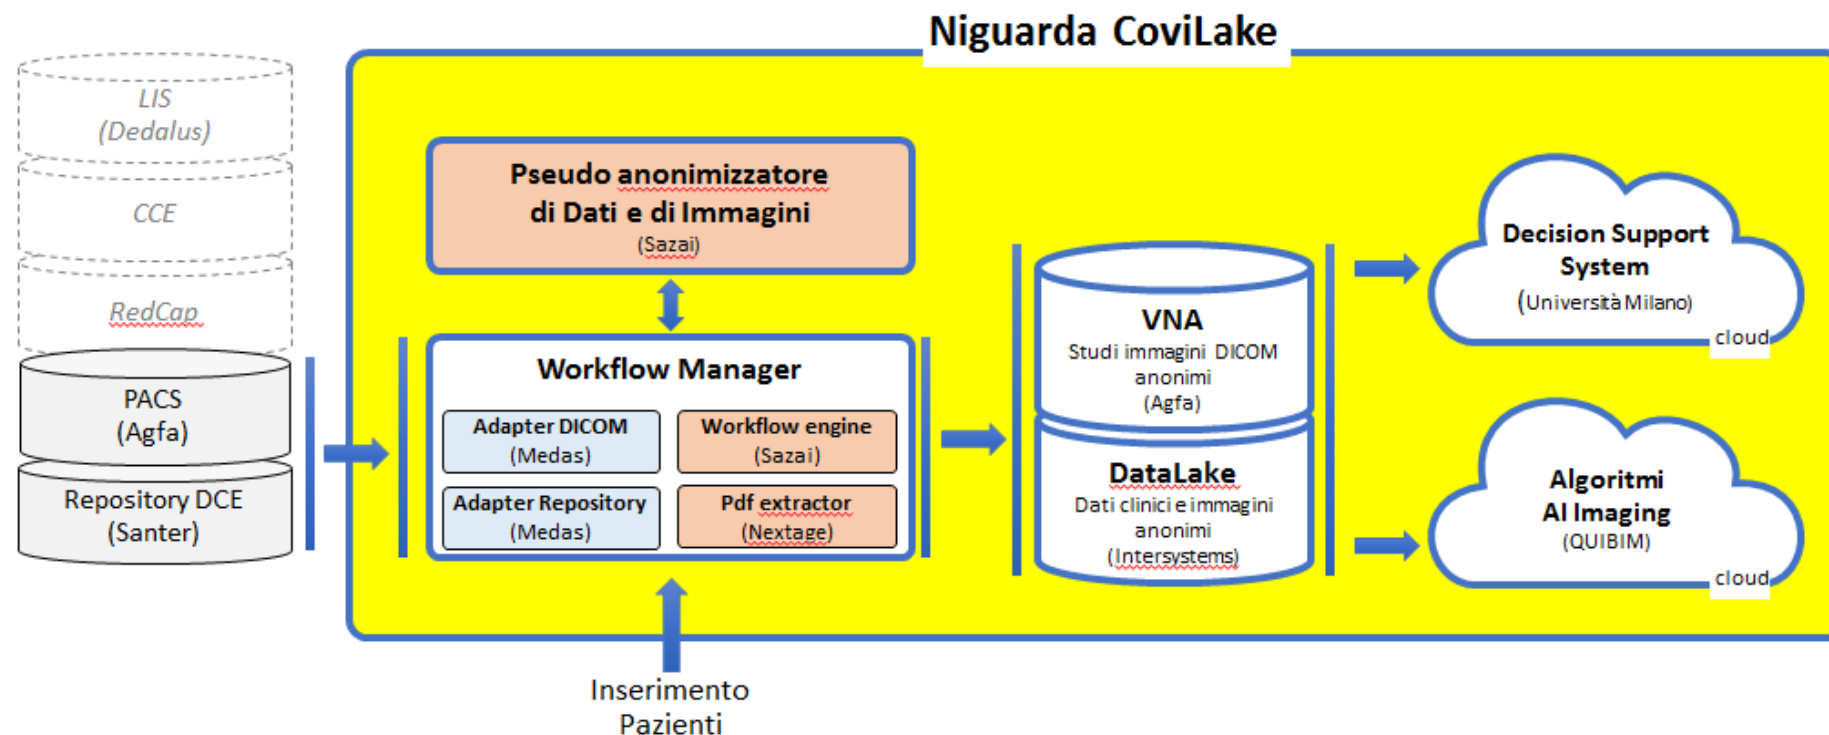 Niguarda CoviLake
LIS
(Dedalus)
CCE
RedCap
PACS
(Agfa)
Repository DCE
(Santer)
Pseudo anonimizzatore
di Dati e di Immagini
(Sazai)
Workflow Manager
Adapter DICOM
(Medas)
Workflow engine
(Sazai)
Adapter Repository
(Medas)
Pdf extractor
(Nextage)
Inserimento
Pazienti
VNA
Studi immagini DICOM
anonimi
(Agfa)
DataLake
Dati clinici e immagini
anonimi
(Intersystems)
Decision Support
System
(Università Milano)
cloud
Algoritmi
AI Imaging
(QUIBIM)
cloud